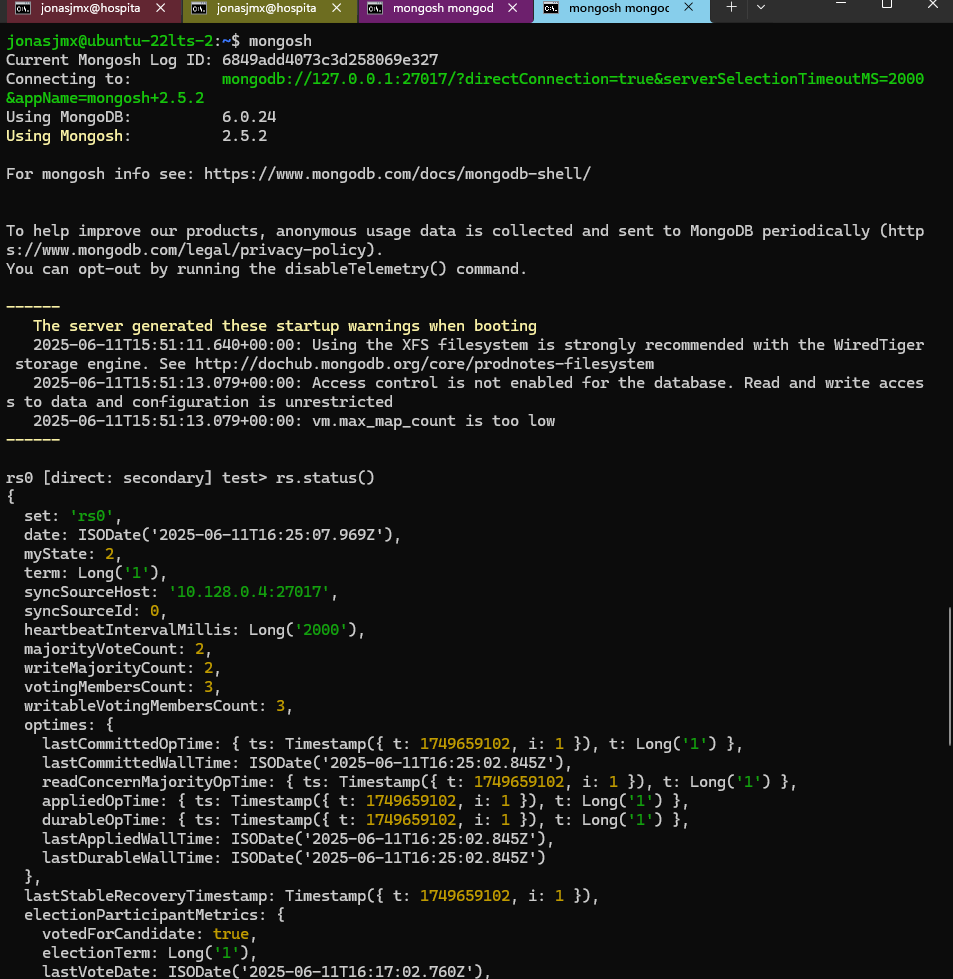 jonasjmx@hospita
jonasjmx@hospita
mongosh mongod
mongosh mongoc
jonasjmx@ubuntu-22lts-2:~$ mongosh
Current Mongosh Log ID: 6849add4073c3d258069e327
Connecting to:          mongodb://127.0.0.1:27017/?directConnection=true&serverSelectionTimeoutMS=2000
&appName=mongosh+2.5.2
Using MongoDB:          6.0.24
Using Mongosh:          2.5.2
For mongosh info see: https://www.mongodb.com/docs/mongodb-shell/
To help improve our products, anonymous usage data is collected and sent to MongoDB periodically (http
s://www.mongodb.com/legal/privacy-policy).
You can opt-out by running the disableTelemetry() command.
------
   The server generated these startup warnings when booting
   2025-06-11T15:51:11.640+00:00: Using the XFS filesystem is strongly recommended with the WiredTiger
 storage engine. See http://dochub.mongodb.org/core/prodnotes-filesystem
   2025-06-11T15:51:13.079+00:00: Access control is not enabled for the database. Read and write acces
s to data and configuration is unrestricted
   2025-06-11T15:51:13.079+00:00: vm.max_map_count is too low
------
rs0 [direct: secondary] test> rs.status()
{
  set: 'rs0',
  date: ISODate('2025-06-11T16:25:07.969Z'),
  myState: 2,
  term: Long('1'),
  syncSourceHost: '10.128.0.4:27017',
  syncSourceId: 0,
  heartbeatIntervalMillis: Long('2000'),
  majorityVoteCount: 2,
  writeMajorityCount: 2,
  votingMembersCount: 3,
  writableVotingMembersCount: 3,
  optimes: {
    lastCommittedOpTime: { ts: Timestamp({ t: 1749659102, i: 1 }), t: Long('1') },
    lastCommittedWallTime: ISODate('2025-06-11T16:25:02.845Z'),
    readConcernMajorityOpTime: { ts: Timestamp({ t: 1749659102, i: 1 }), t: Long('1') },
    appliedOpTime: { ts: Timestamp({ t: 1749659102, i: 1 }), t: Long('1') },
    durableOpTime: { ts: Timestamp({ t: 1749659102, i: 1 }), t: Long('1') },
    lastAppliedWallTime: ISODate('2025-06-11T16:25:02.845Z'),
    lastDurableWallTime: ISODate('2025-06-11T16:25:02.845Z')
  },
  lastStableRecoveryTimestamp: Timestamp({ t: 1749659102, i: 1 }),
  electionParticipantMetrics: {
    votedForCandidate: true,
    electionTerm: Long('1'),
    lastVoteDate: ISODate('2025-06-11T16:17:02.760Z'),